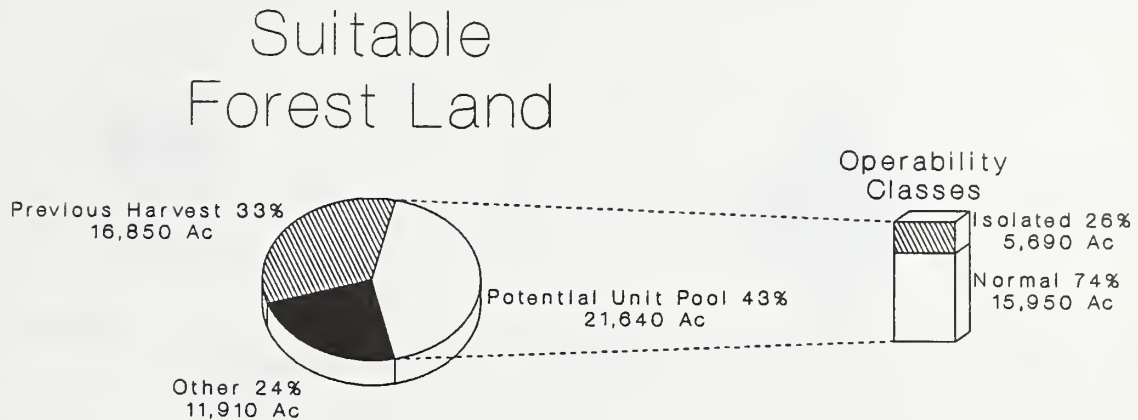 Suitable
Forest Land
Operability
Classes
Previous Harvest 33%
16,850 Ac
Isolated 26%
5,690 Ac
Potential Unit Pool 43%
21,640 Ac
Normal 74%
15,950 Ac
Other 24%
11,910 Ac